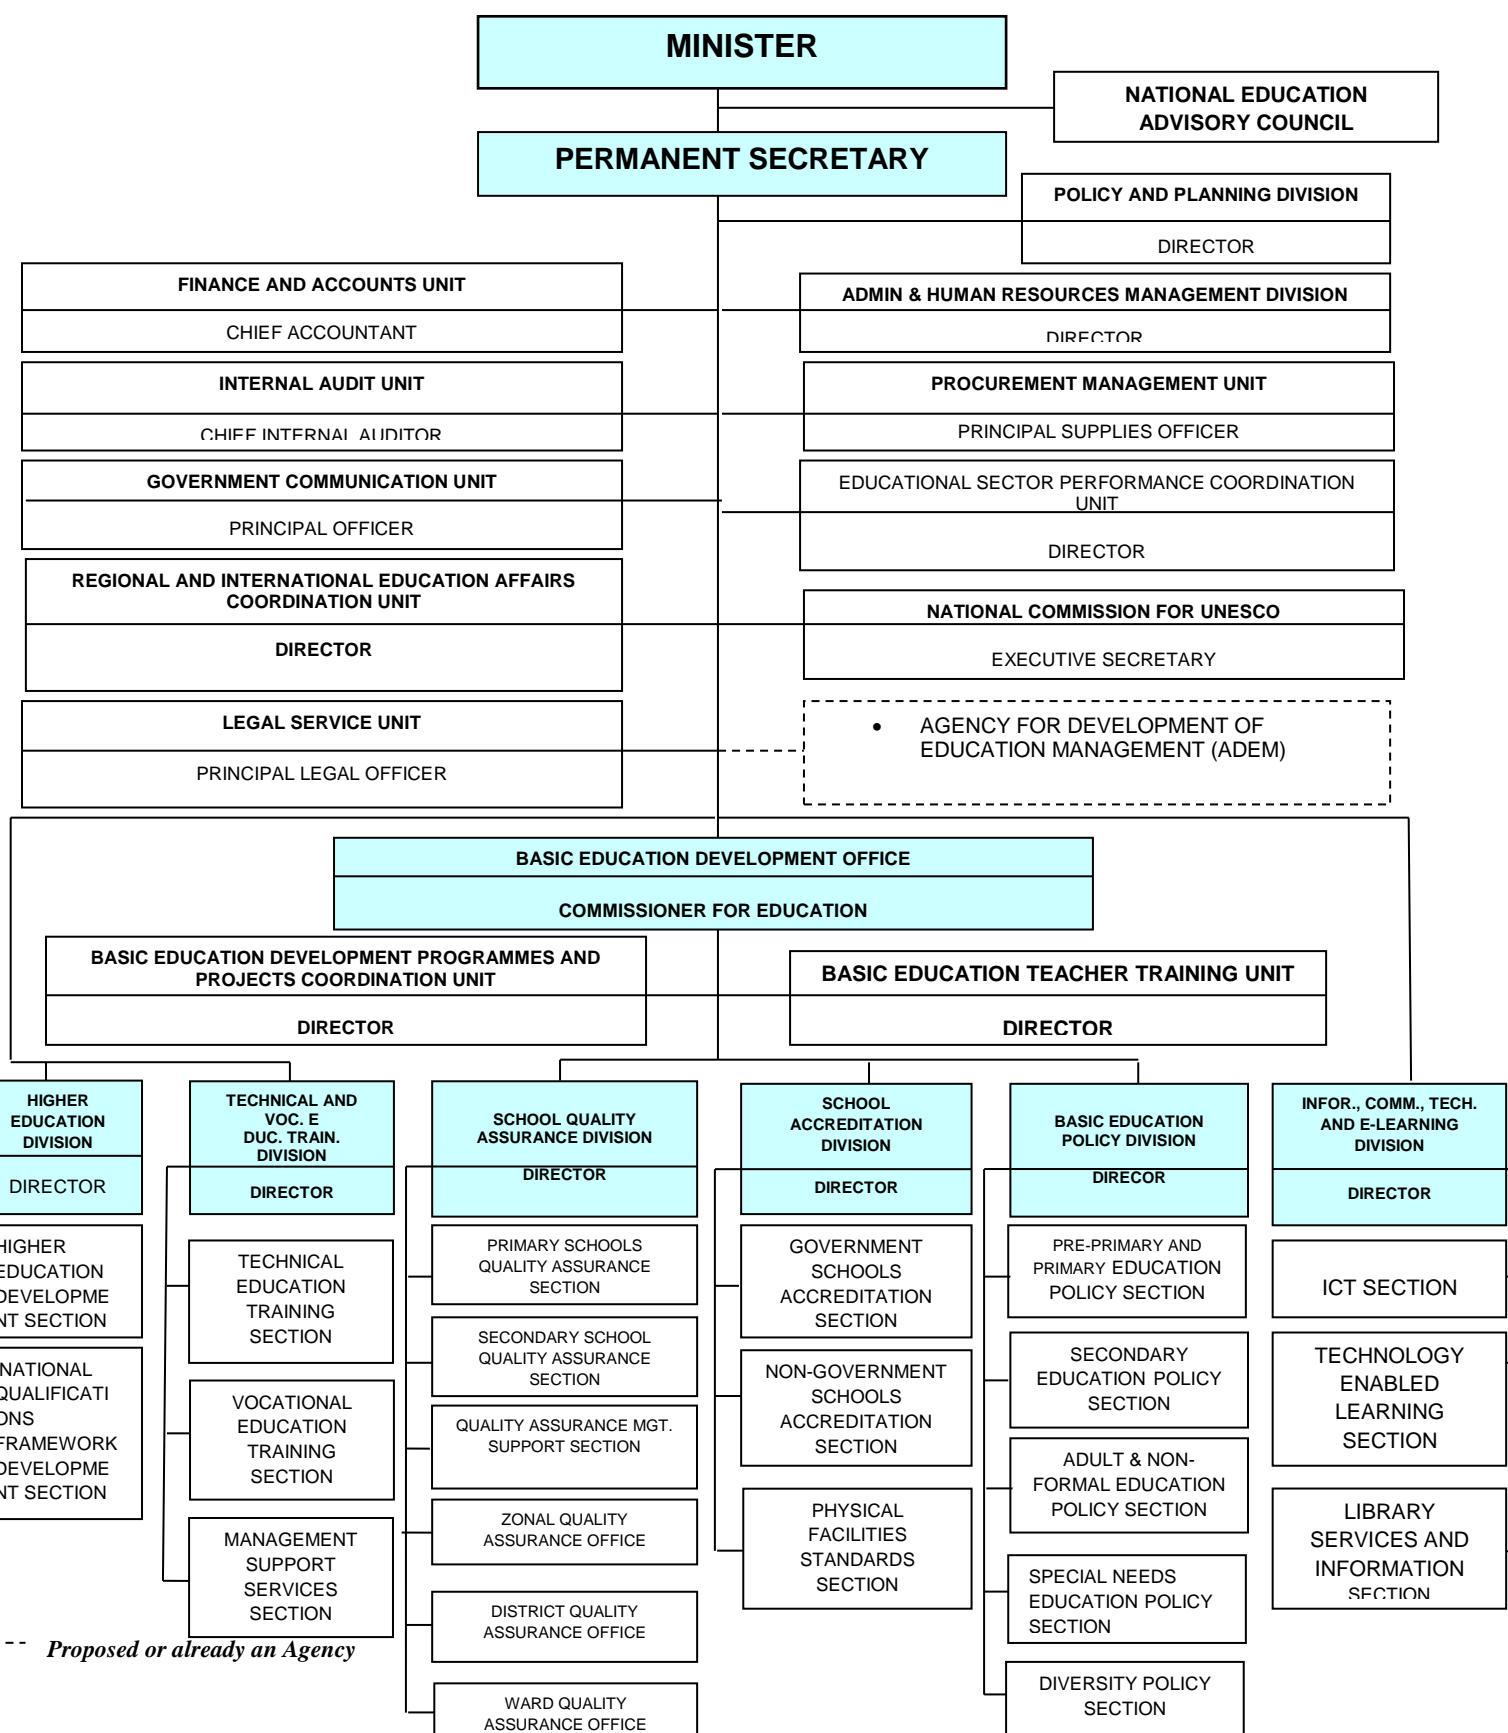 MINISTER
NATIONAL EDUCATION
ADVISORY COUNCIL
PERMANENT SECRETARY
POLICY AND PLANNING DIVISION
DIRECTOR
FINANCE AND ACCOUNTS UNIT
CHIEF ACCOUNTANT
ADMIN & HUMAN RESOURCES MANAGEMENT DIVISION
DIRECTOR
INTERNAL AUDIT UNIT
CHIEF INTERNAL AUDITOR
PROCUREMENT MANAGEMENT UNIT
PRINCIPAL SUPPLIES OFFICER
GOVERNMENT COMMUNICATION UNIT
PRINCIPAL OFFICER
EDUCATIONAL SECTOR PERFORMANCE COORDINATION
UNIT
DIRECTOR
REGIONAL AND INTERNATIONAL EDUCATION AFFAIRS
COORDINATION UNIT
DIRECTOR
NATIONAL COMMISSION FOR UNESCO
EXECUTIVE SECRETARY
LEGAL SERVICE UNIT
PRINCIPAL LEGAL OFFICER
• AGENCY FOR DEVELOPMENT OF
EDUCATION MANAGEMENT (ADEM)
BASIC EDUCATION DEVELOPMENT OFFICE
COMMISSIONER FOR EDUCATION
BASIC EDUCATION DEVELOPMENT PROGRAMMES AND
PROJECTS COORDINATION UNIT
DIRECTOR
BASIC EDUCATION TEACHER TRAINING UNIT
DIRECTOR
HIGHER
EDUCATION
DIVISION
DIRECTOR
HIGHER
EDUCATION
DEVELOPME
NT SECTION
NATIONAL
QUALIFICATI
ONS
FRAMEWORK
DEVELOPME
NT SECTION
TECHNICAL AND
VOC. E
DUC. TRAIN.
DIVISION
DIRECTOR
TECHNICAL
EDUCATION
TRAINING
SECTION
VOCATIONAL
EDUCATION
TRAINING
SECTION
MANAGEMENT
SUPPORT
SERVICES
SECTION
SCHOOL QUALITY
ASSURANCE DIVISION
DIRECTOR
PRIMARY SCHOOLS
QUALITY ASSURANCE
SECTION
SECONDARY SCHOOL
QUALITY ASSURANCE
SECTION
QUALITY ASSURANCE MGT.
SUPPORT SECTION
ZONAL QUALITY
ASSURANCE OFFICE
DISTRICT QUALITY
ASSURANCE OFFICE
WARD QUALITY
ASSURANCE OFFICE
SCHOOL
ACCREDITATION
DIVISION
DIRECTOR
GOVERNMENT
SCHOOLS
ACCREDITATION
SECTION
NON-GOVERNMENT
SCHOOLS
ACCREDITATION
SECTION
PHYSICAL
FACILITIES
STANDARDS
SECTION
BASIC EDUCATION
POLICY DIVISION
DIRECOR
PRE-PRIMARY AND
PRIMARY EDUCATION
POLICY SECTION
SECONDARY
EDUCATION POLICY
SECTION
ADULT & NON-
FORMAL EDUCATION
POLICY SECTION
SPECIAL NEEDS
EDUCATION POLICY
SECTION
DIVERSITY POLICY
SECTION
INFOR., COMM., TECH.
AND E-LEARNING
DIVISION
DIRECTOR
ICT SECTION
TECHNOLOGY
ENABLED
LEARNING
SECTION
LIBRARY
SERVICES AND
INFORMATION
SECTION
-- Proposed or already an Agency